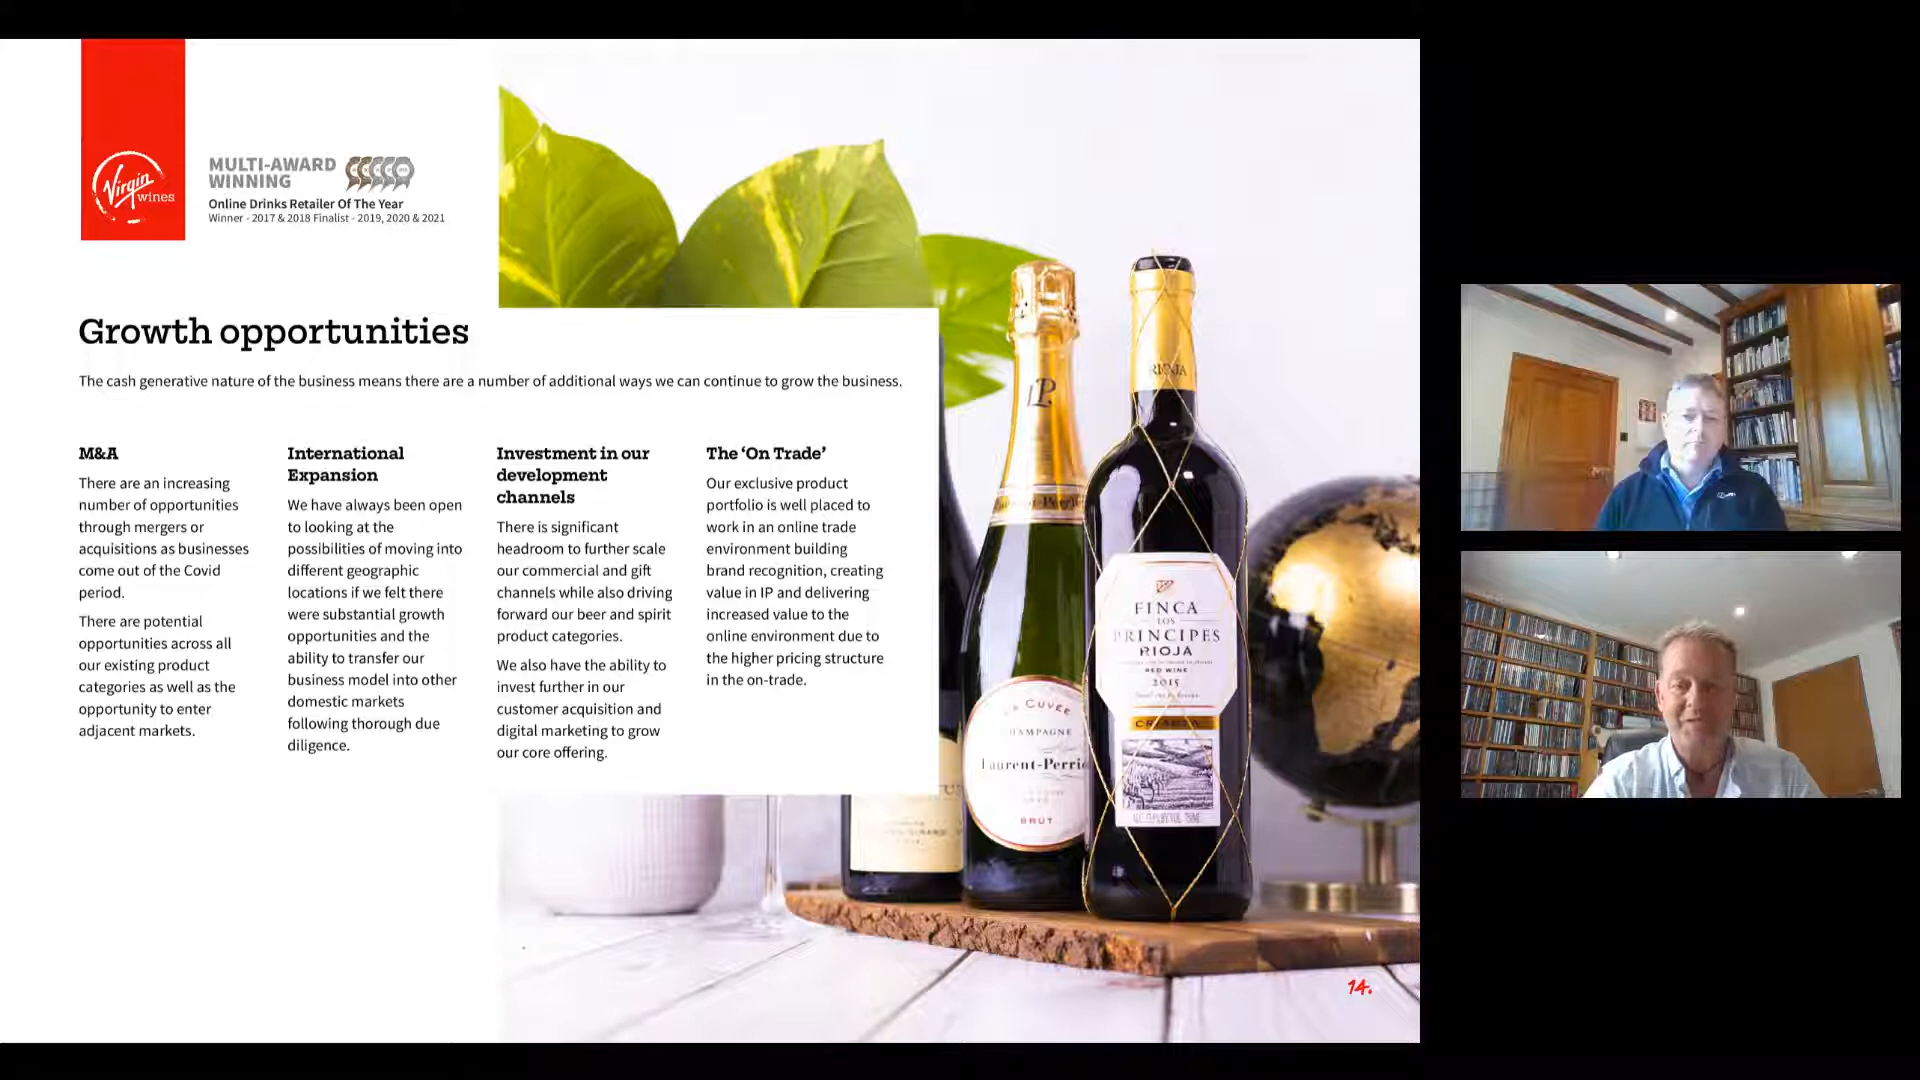 Virgin
wines
MULTI-AWARD
WINNING
Online Drinks Retailer Of The Year
Winner - 2017 & 2018 Finalist - 2019, 2020 & 2021
Growth opportunities
The cash generative nature of the business means there are a number of additional ways we can continue to grow the business.
M&A
There are an increasing
number of opportunities
through mergers or
acquisitions as businesses
come out of the Covid
period.
There are potential
opportunities across all
our existing product
categories as well as the
opportunity to enter
adjacent markets.
International
Expansion
We have always been open
to looking at the
possibilities of moving into
different geographic
locations if we felt there
were substantial growth
opportunities and the
ability to transfer our
business model into other
domestic markets
following thorough due
diligence.
Investment in our
development
channels
There is significant
headroom to further scale
our commercial and gift
channels while also driving
forward our beer and spirit
product categories.
We also have the ability to
invest further in our
customer acquisition and
digital marketing to grow
our core offering.
The ‘On Trade’
Our exclusive product
portfolio is well placed to
work in an online trade
environment building
brand recognition, creating
value in IP and delivering
increased value to the
online environment due to
the higher pricing structure
in the on-trade.
LP.
LA CUVÉE
Laurent-Perrie
BRUT
RIOJA
FINCA
LOS
PRINCIPES
RIOJA
RED WINE
2015
14.